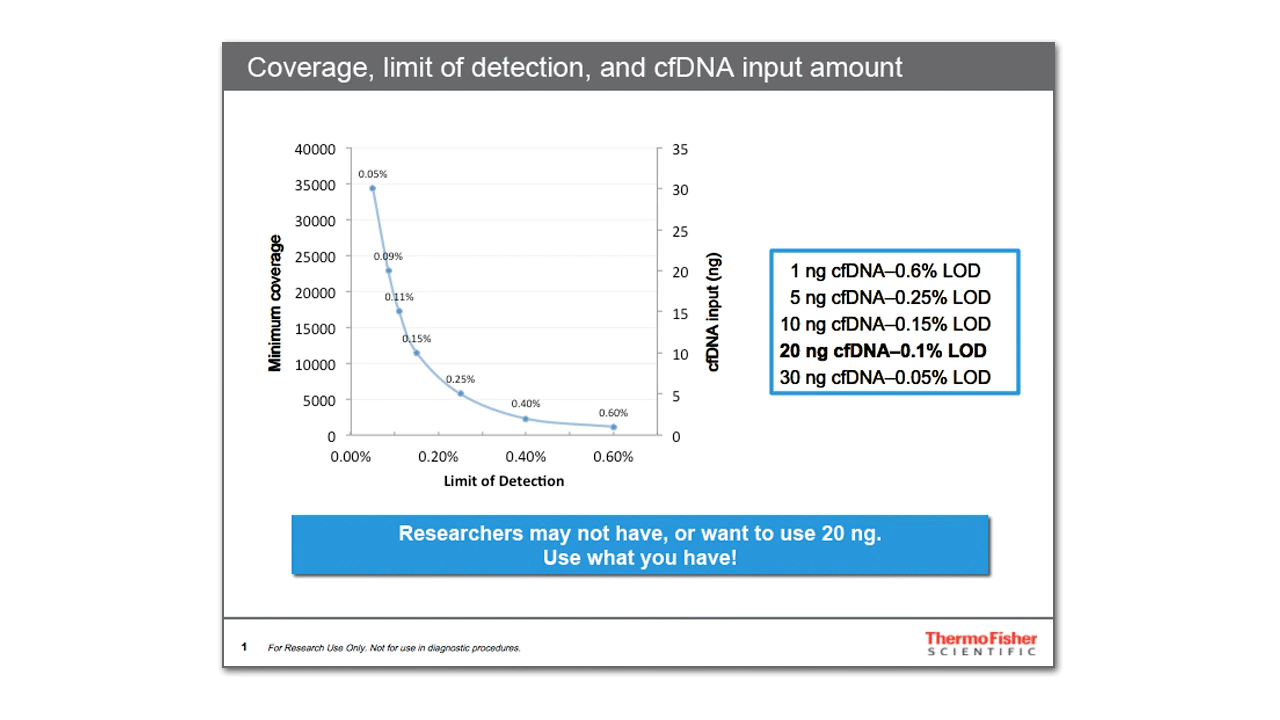 Coverage, limit of detection, and cfDNA input amount
40000
35000
30000
25000
20000
15000
10000
5000
0
Minimum coverage
0.05%
0.09%
0.11%
0.15%
0.25%
0.40%
0.60%
35
30
25
20
15
10
5
0
cfDNA input (ng)
0.00%
0.20%
0.40%
0.60%
Limit of Detection
1 ng cfDNA–0.6% LOD
5 ng cfDNA–0.25% LOD
10 ng cfDNA–0.15% LOD
20 ng cfDNA–0.1% LOD
30 ng cfDNA–0.05% LOD
Researchers may not have, or want to use 20 ng.
Use what you have!
1
For Research Use Only. Not for use in diagnostic procedures.
ThermoFisher
SCIENTIFIC